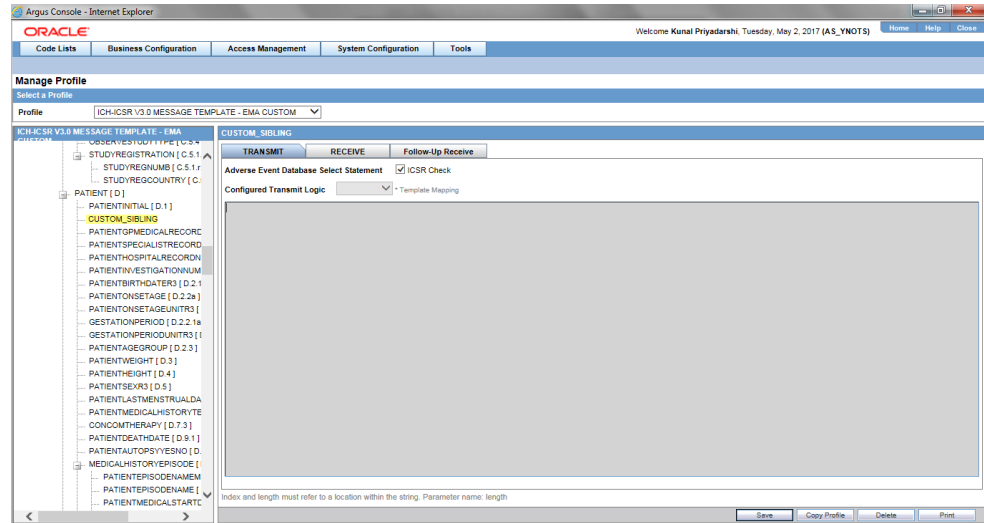 Argus Console - Internet Explorer
ORACLE
Welcome Kunal Priyadarshi, Tuesday, May 2, 2017 (AS_YNOTS)
Home Help Close
Code Lists Business Configuration Access Management System Configuration Tools
Manage Profile
Select a Profile
Profile ICH-ICSR V3.0 MESSAGE TEMPLATE - EMA CUSTOM
ICH-ICSR V3.0 MESSAGE TEMPLATE - EMA
CUSTOM
OBSERVESTUDYTYPE [ C.5.4
STUDYREGISTRATION [ C.5.1.
STUDYREGNUMB [ C.5.1.r
STUDYREGCOUNTRY [ C.
PATIENT [ D ]
PATIENTINITIAL [ D.1 ]
CUSTOM_SIBLING
PATIENTGPMEDICALRECORD
PATIENTSPECIALISTRECORD
PATIENTHOSPITALRECORDN
PATIENTINVESTIGATIONNUM
PATIENTBIRTHDATER3 [ D.2.1
PATIENTONSETAGE [ D.2.2a ]
PATIENTONSETAGEUNITR3 [
GESTATIONPERIOD [ D.2.2.1a
GESTATIONPERIODUNITR3 [
PATIENTAGEGROUP [ D.2.3 ]
PATIENTWEIGHT [ D.3 ]
PATIENTHEIGHT [ D.4 ]
PATIENTSEXR3 [ D.5 ]
PATIENTLASTMENSTRUALDA
PATIENTMEDICALHISTORYTE
CONCOMTHERAPY [ D.7.3 ]
PATIENTDEATHDATE [ D.9.1 ]
PATIENTAUTOPSYYESNO [ D.
MEDICALHISTORYEPISODE [
PATIENTEPISODENAMEM
PATIENTEPISODENAME [
PATIENTMEDICALSTARTD
CUSTOM_SIBLING
TRANSMIT RECEIVE Follow-Up Receive
Adverse Event Database Select Statement ICSR Check
Configured Transmit Logic * Template Mapping
Index and length must refer to a location within the string. Parameter name: length
Save Copy Profile Delete Print